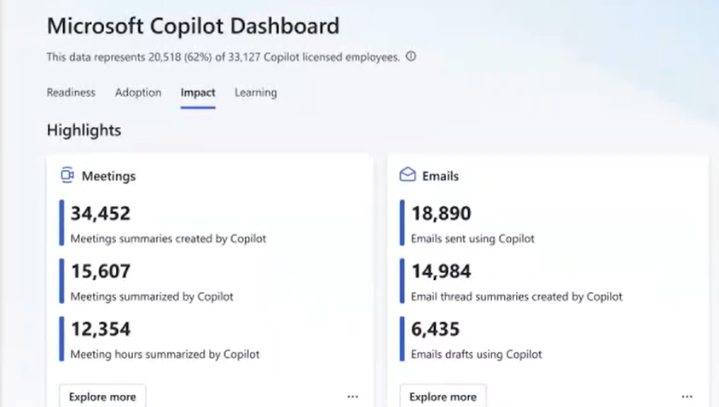 Microsoft Copilot Dashboard
This data represents 20,518 (62%) of 33,127 Copilot licensed employees.
Readiness Adoption Impact Learning
Highlights
Meetings
34,452
Meetings summaries created by Copilot
15,607
Meetings summarized by Copilot
12,354
Meeting hours summarized by Copilot
Explore more
Emails
18,890
Emails sent using Copilot
14,984
Email thread summaries created by Copilot
6,435
Emails drafts using Copilot
Explore more